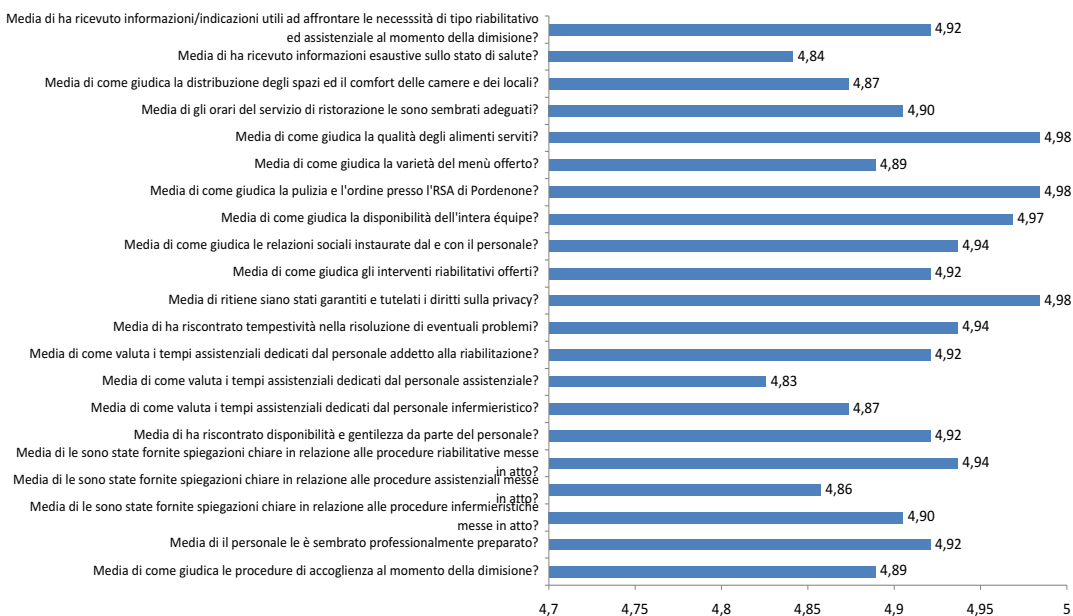 Media di ha ricevuto informazioni/indicazioni utili ad affrontare le necesssità di tipo riabilitativo
ed assistenziale al momento della dimisione?
4,92
Media di ha ricevuto informazioni esaustive sullo stato di salute?
4,84
Media di come giudica la distribuzione degli spazi ed il comfort delle camere e dei locali?
4,87
Media di gli orari del servizio di ristorazione le sono sembrati adeguati?
4,90
Media di come giudica la qualità degli alimenti serviti?
4,98
Media di come giudica la varietà del menù offerto?
4,89
Media di come giudica la pulizia e l'ordine presso l'RSA di Pordenone?
4,98
Media di come giudica la disponibilità dell'intera équipe?
4,97
Media di come giudica le relazioni sociali instaurate dal e con il personale?
4,94
Media di come giudica gli interventi riabilitativi offerti?
4,92
Media di ritiene siano stati garantiti e tutelati i diritti sulla privacy?
4,98
Media di ha riscontrato tempestività nella risoluzione di eventuali problemi?
4,94
Media di come valuta i tempi assistenziali dedicati dal personale addetto alla riabilitazione?
4,92
Media di come valuta i tempi assistenziali dedicati dal personale assistenziale?
4,83
Media di come valuta i tempi assistenziali dedicati dal personale infermieristico?
4,87
Media di ha riscontrato disponibilità e gentilezza da parte del personale?
4,92
Media di le sono state fornite spiegazioni chiare in relazione alle procedure riabilitative messe
in atto?
4,94
Media di le sono state fornite spiegazioni chiare in relazione alle procedure assistenziali messe
in atto?
4,86
Media di le sono state fornite spiegazioni chiare in relazione alle procedure infermieristiche
messe in atto?
4,90
Media di il personale le è sembrato professionalmente preparato?
4,92
Media di come giudica le procedure di accoglienza al momento della dimisione?
4,89
4,7 4,75 4,8 4,85 4,9 4,95 5